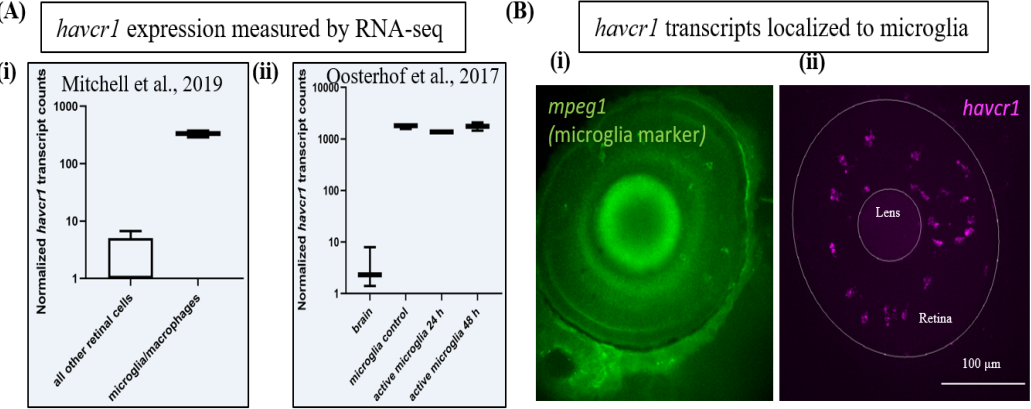 (A)
havcr1 expression measured by RNA-seq
(i)
Mitchell et al., 2019
Normalized havcr1 transcript counts
1000
100
10
1
all other retinal cells
microglia/macrophages
(ii)
Oosterhof et al., 2017
Normalized havcr1 transcript counts
10000
1000
100
10
1
brain
microglia control
active microglia 24 h
active microglia 48 h
(B)
havcr1 transcripts localized to microglia
(i)
mpeg1
(microglia marker)
(ii)
havcr1
Lens
Retina
100 μm